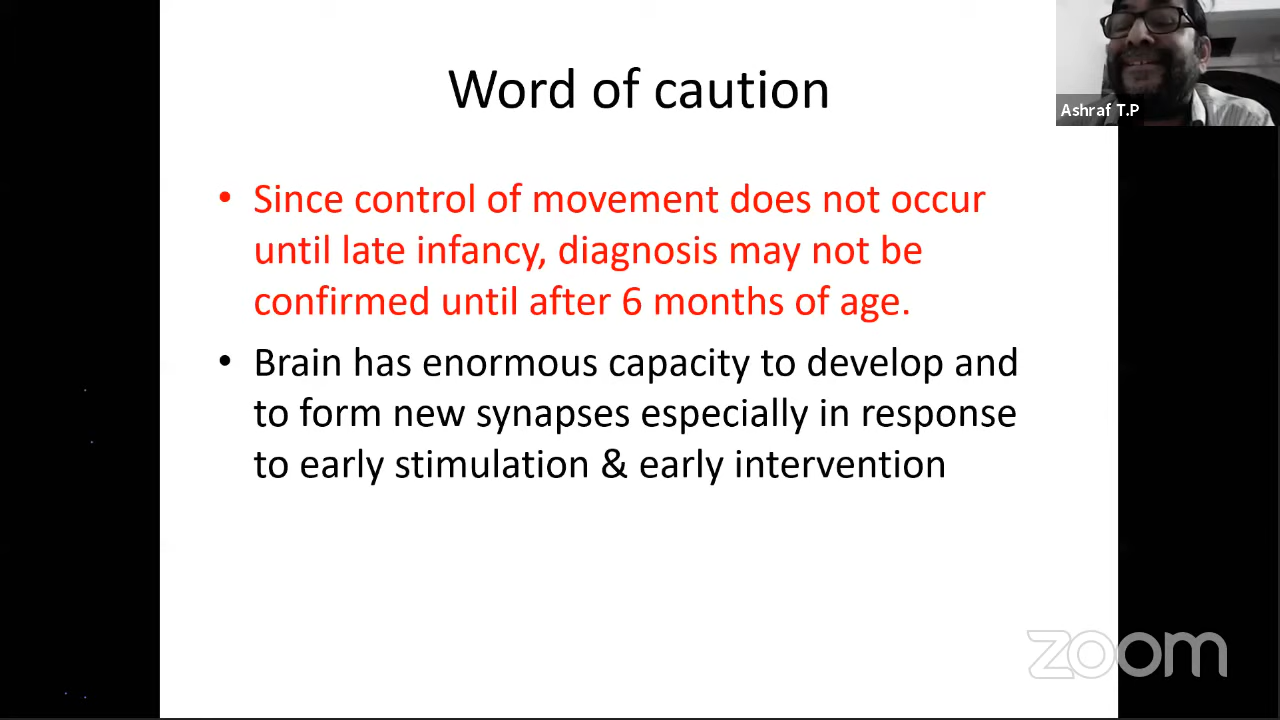 Word of caution
Ashraf T.P
• Since control of movement does not occur
until late infancy, diagnosis may not be
confirmed until after 6 months of age.
• Brain has enormous capacity to develop and
to form new synapses especially in response
to early stimulation & early intervention
zoom